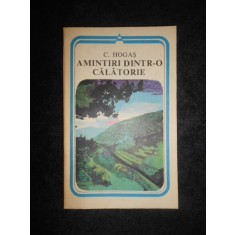 C. HOGAȘ
AMINTIRI DINTR-O
CĂLĂTORIE